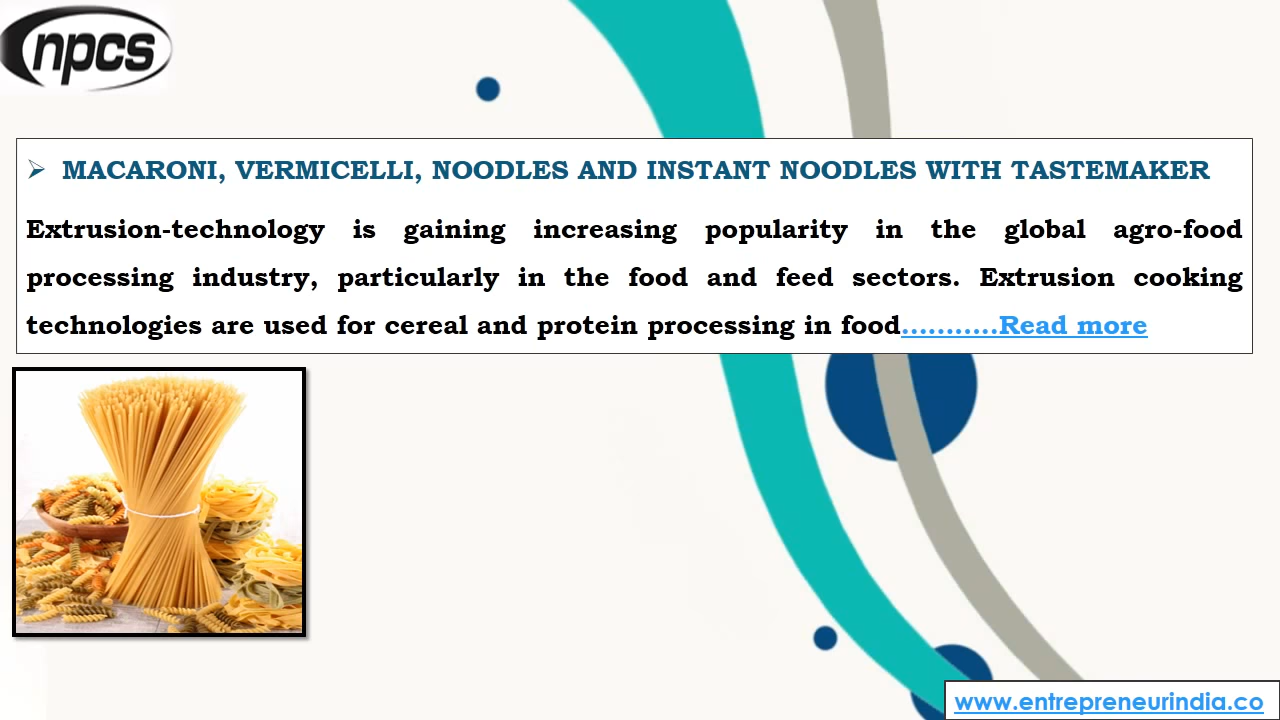 npcs
➢ MACARONI, VERMICELLI, NOODLES AND INSTANT NOODLES WITH TASTEMAKER
Extrusion-technology is gaining increasing popularity in the global agro-food
processing industry, particularly in the food and feed sectors. Extrusion cooking
technologies are used for cereal and protein processing in food...........Read more
www.entrepreneurindia.co